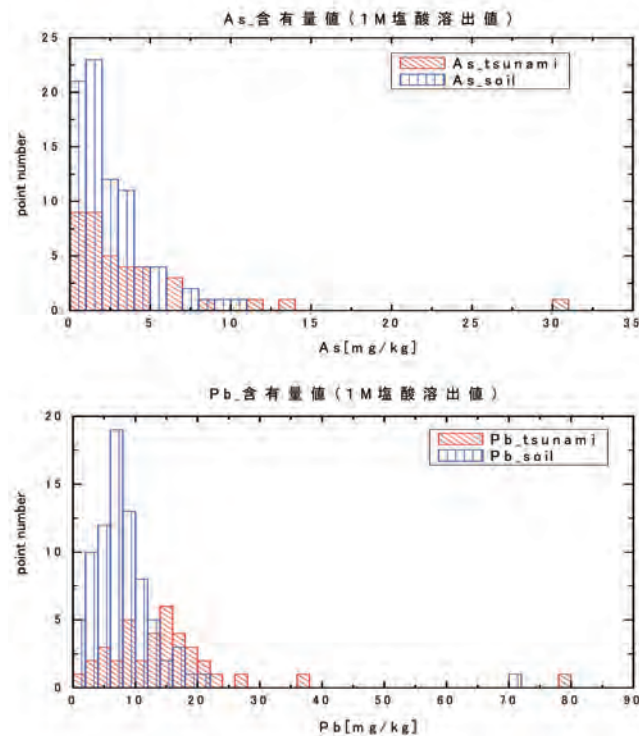 As_含有量値(1M塩酸溶出値)
25
20
15
10
5
0
point number
As_tsunami
As_soil
0 5 10 15 20 25 30 35
As[mg/kg]
Pb_含有量値(1M塩酸溶出値)
20
15
10
5
0
point number
Pb_tsunami
Pb_soil
0 10 20 30 40 50 60 70 80 90
Pb[mg/kg]